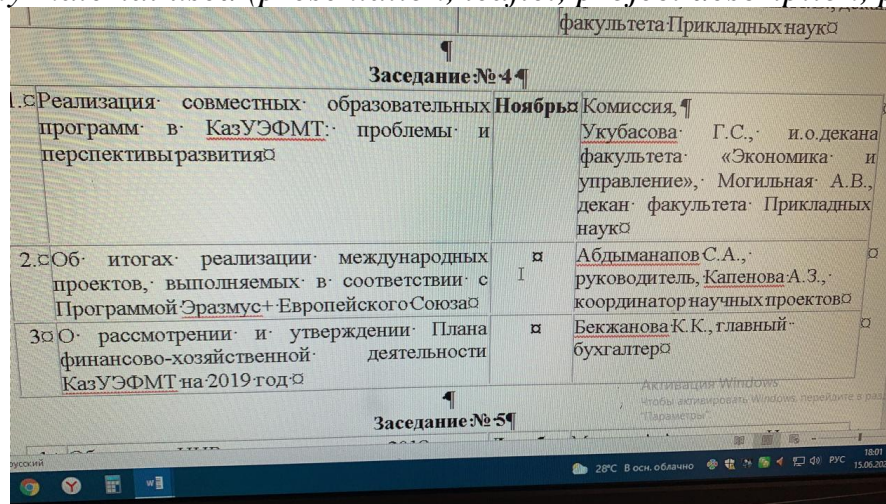 факультета Прикладных наук¤
¶
Заседание №4¶
1.¤ Реализация совместных образовательных программ в КазУЭФМТ: проблемы и перспективы развития¤
Ноябрь¤
Комиссия,¶
Укубасова Г.С., и.о.декана
факультета «Экономика и
управление», Могильная А.В.,
декан факультета Прикладных
наук¤
2.¤ Об итогах реализации международных
проектов, выполняемых в соответствии с
Программой Эразмус+ Европейского Союза¤
¤
Абдыманапов С.А.,
руководитель, Капенова А.З.,
координатор научных проектов¤
3¤ О рассмотрении и утверждении Плана
финансово-хозяйственной деятельности
КазУЭФМТ на 2019 год¤
¤
Бекжанова К.К., главный
бухгалтер¤
¶
Заседание №5¶
Активация Windows
Чтобы активировать Windows, перейдите в раз
"Параметры".
русский
28°C В осн. облачно
РУС
18:01
15.06.202